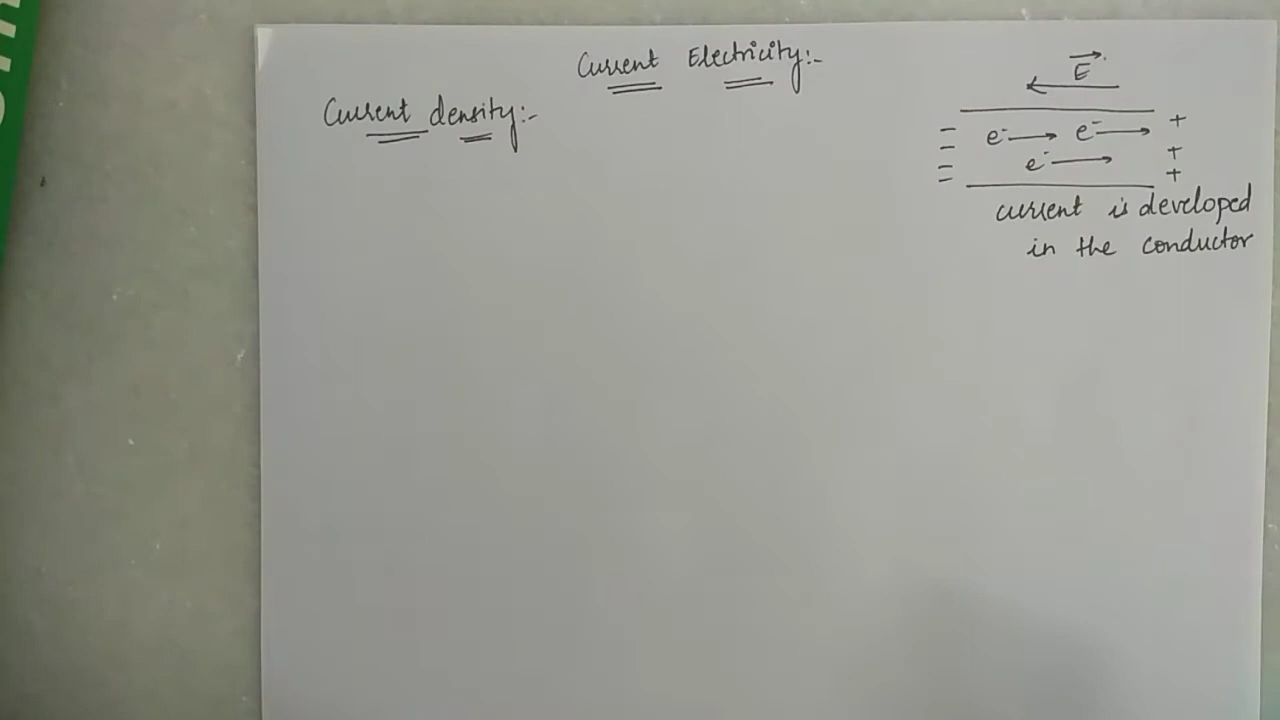 Current Electricity:-
Current density:-
E
- e⁻ e⁻ +
- e⁻ +
- +
current is developed
in the conductor